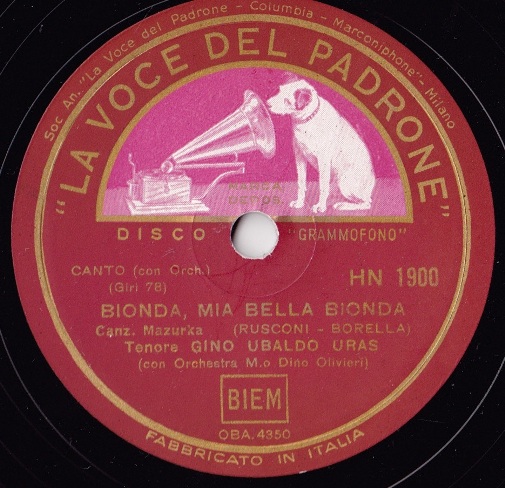 Soc. An. "La Voce del Padrone - Columbia - Marconiphone" - Milano
"LA VOCE DEL PADRONE"
DISCO "GRAMMOFONO"
CANTO (con Orch.) HN 1900
(Giri 78)
BIONDA, MIA BELLA BIONDA
Canz. Mazurka (RUSCONI - BORELLA)
Tenore GINO UBALDO URAS
(con Orchestra M.o Dino Olivieri)
BIEM
OBA. 4350
FABBRICATO IN ITALIA